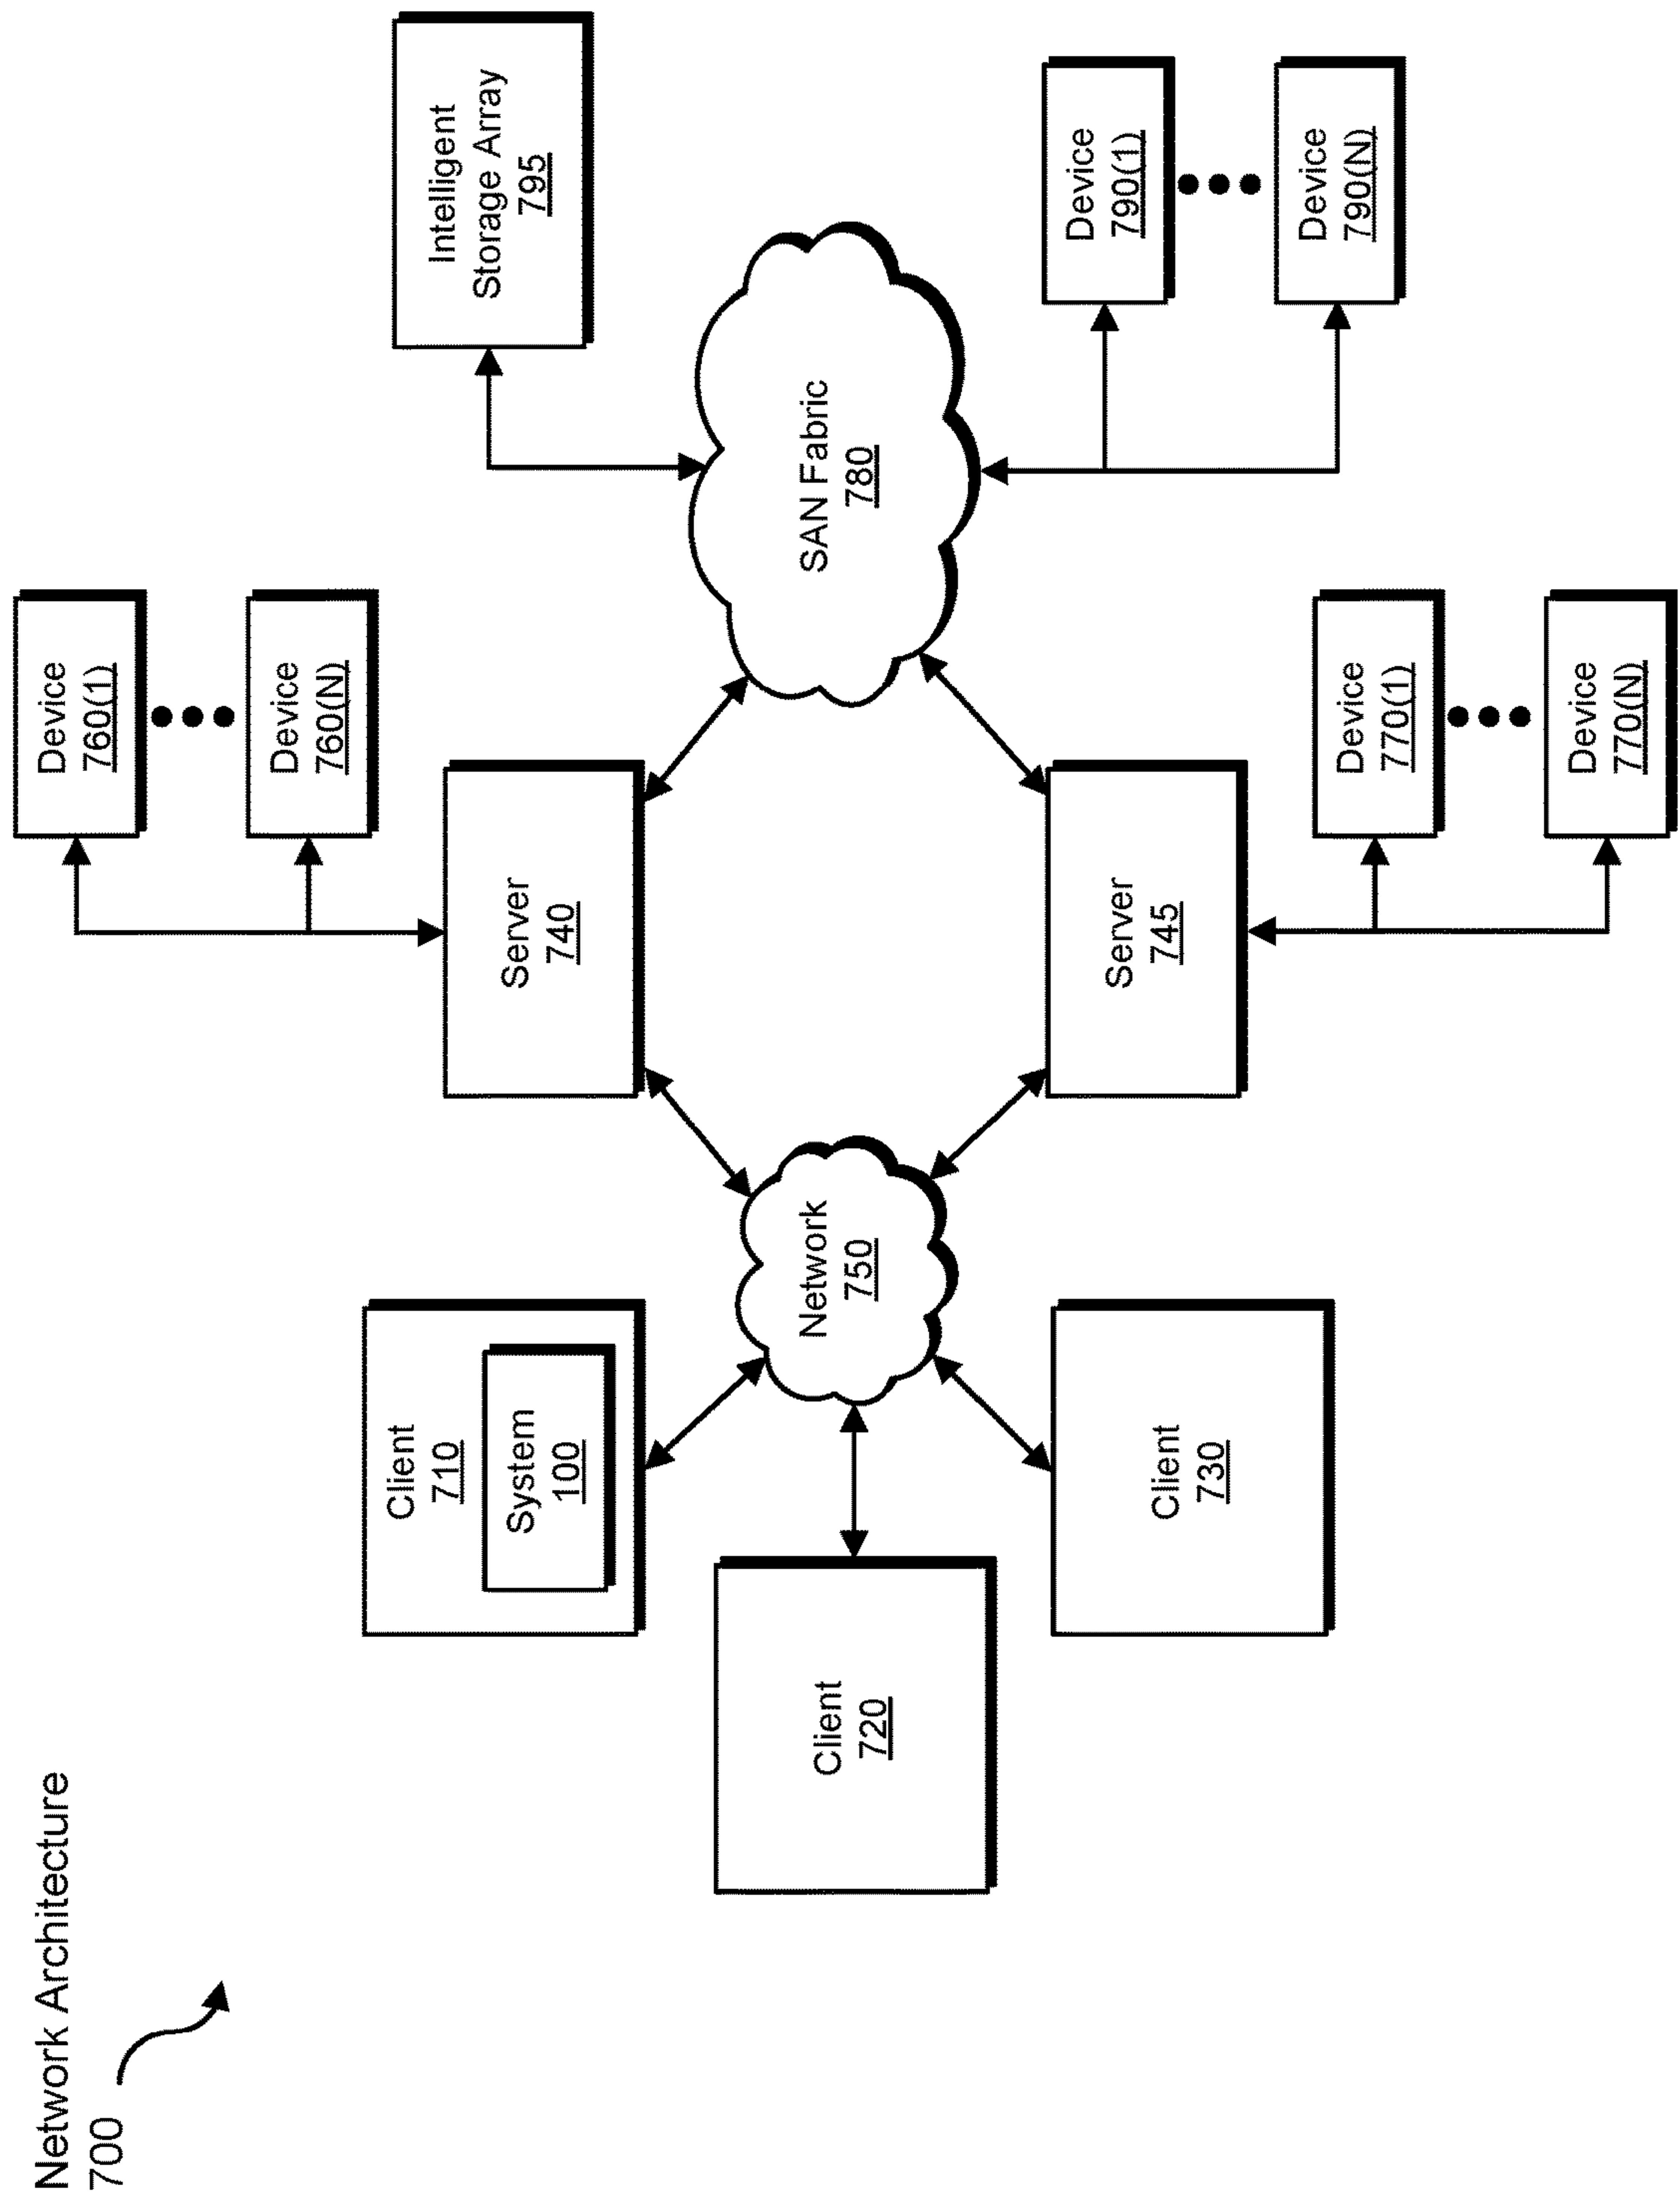 Network Architecture
700
Client
710
System
100
Client
720
Client
730
Network
750
Server
740
Server
745
Device
760(1)
Device
760(N)
Device
770(1)
Device
770(N)
SAN Fabric
780
Intelligent
Storage Array
795
Device
790(1)
Device
790(N)